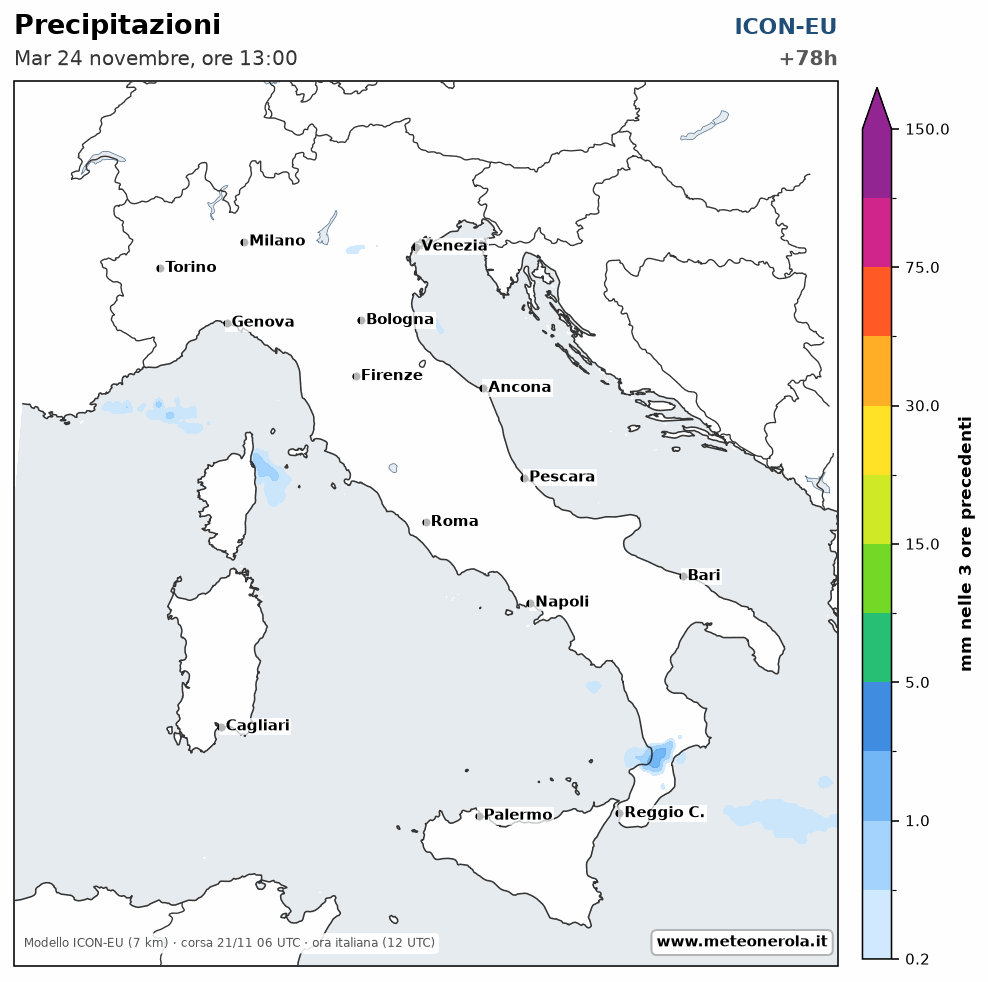 Precipitazioni
ICON-EU
Mar 24 novembre, ore 13:00
+78h
Milano
Venezia
Torino
Genova
Bologna
Firenze
Ancona
Pescara
Roma
Bari
Napoli
Cagliari
Palermo
Reggio C.
150.0
75.0
30.0
15.0
5.0
1.0
0.2
mm nelle 3 ore precedenti
Modello ICON-EU (7 km) · corsa 21/11 06 UTC · ora italiana (12 UTC)
www.meteonerola.it